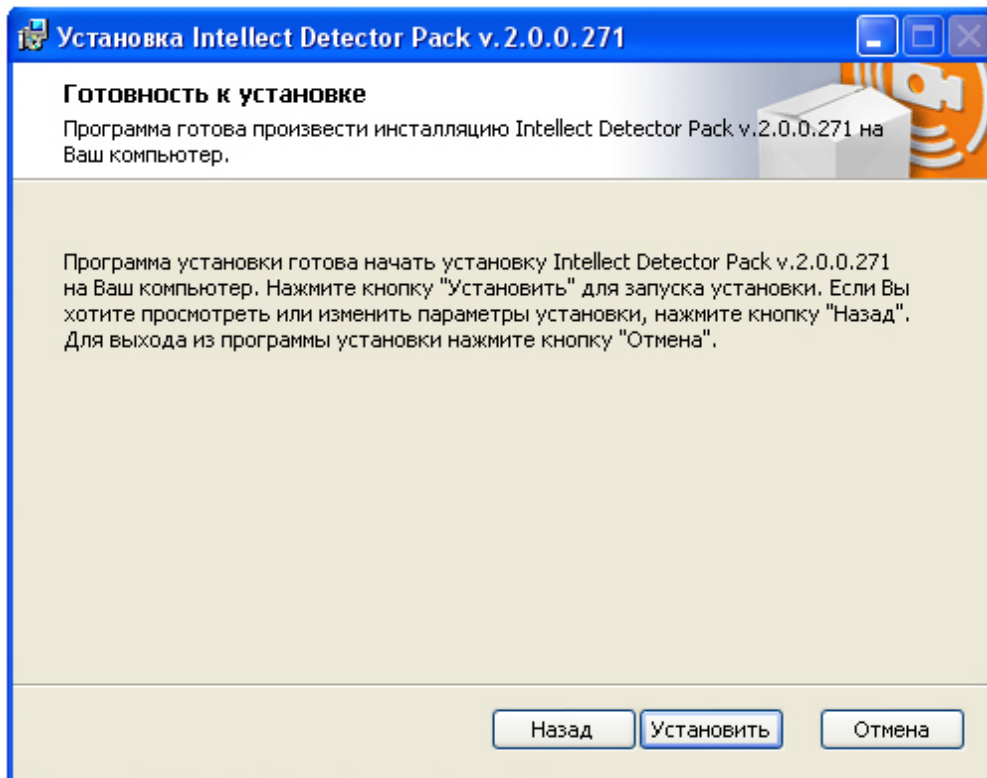 Установка Intellect Detector Pack v.2.0.0.271
Готовность к установке
Программа готова произвести инсталляцию Intellect Detector Pack v.2.0.0.271 на
Ваш компьютер.
Программа установки готова начать установку Intellect Detector Pack v.2.0.0.271
на Ваш компьютер. Нажмите кнопку "Установить" для запуска установки. Если Вы
хотите просмотреть или изменить параметры установки, нажмите кнопку "Назад".
Для выхода из программы установки нажмите кнопку "Отмена".
Назад
Установить
Отмена